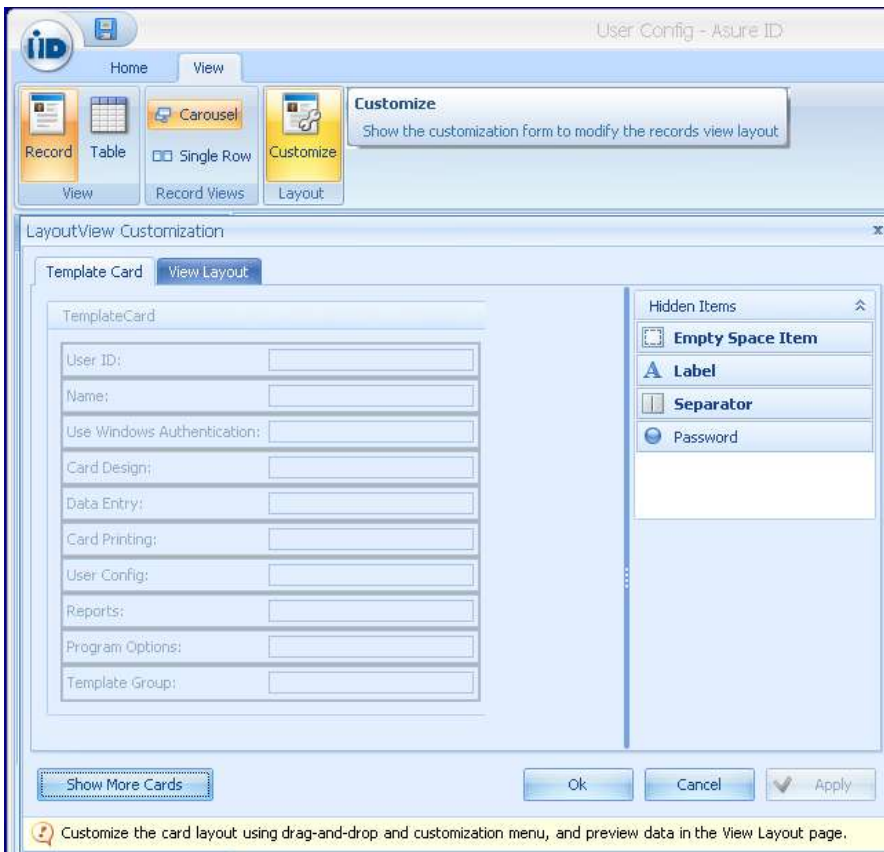 User Config - Asure ID
iID
Home View
Record
Table
Carousel
Single Row
Customize
View
Record Views
Layout
Customize
Show the customization form to modify the records view layout
LayoutView Customization
x
Template Card View Layout
TemplateCard
User ID:
Name:
Use Windows Authentication:
Card Design:
Data Entry:
Card Printing:
User Config:
Reports:
Program Options:
Template Group:
Hidden Items
Empty Space Item
A Label
Separator
Password
Show More Cards
Ok
Cancel
Apply
Customize the card layout using drag-and-drop and customization menu, and preview data in the View Layout page.